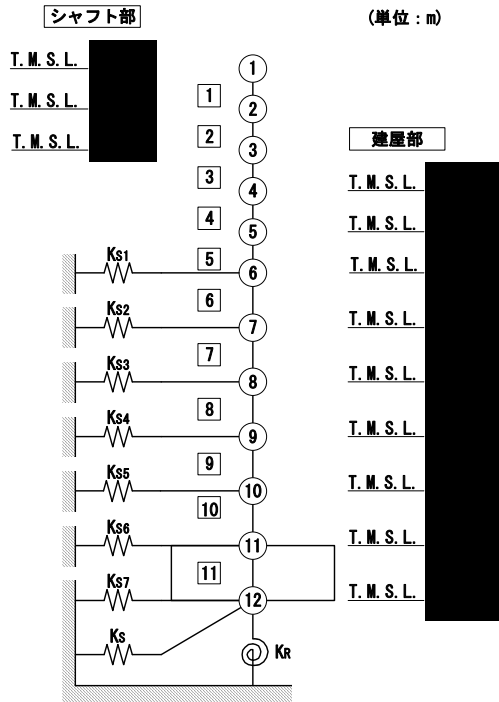 シャフト部
(単位:m)
T.M.S.L.
T.M.S.L.
T.M.S.L.
建屋部
T.M.S.L.
T.M.S.L.
T.M.S.L.
T.M.S.L.
T.M.S.L.
T.M.S.L.
T.M.S.L.
T.M.S.L.
T.M.S.L.
1
2
3
4
5
6
7
8
9
10
11
1
2
3
4
5
6
7
8
9
10
11
12
KS1
KS2
KS3
KS4
KS5
KS6
KS7
KS
KR